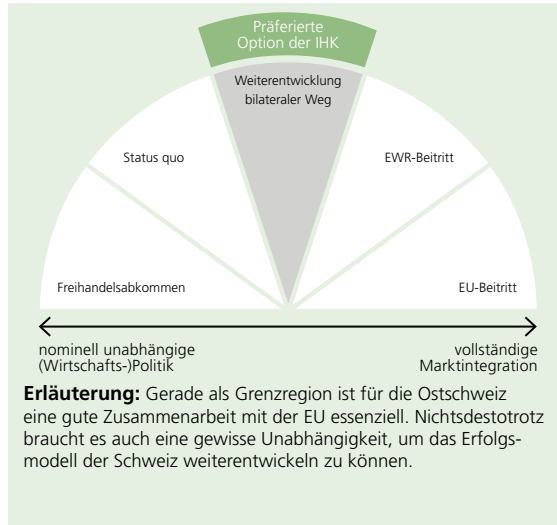 Präferierte
Option der IHK
Weiterentwicklung
bilateraler Weg
Status quo
EWR-Beitritt
Freihandelsabkommen
EU-Beitritt
nominell unabhängige
(Wirtschafts-)Politik
vollständige
Marktintegration
Erläuterung: Gerade als Grenzregion ist für die Ostschweiz
eine gute Zusammenarbeit mit der EU essenziell. Nichtsdestotrotz
braucht es auch eine gewisse Unabhängigkeit, um das Erfolgs-
modell der Schweiz weiterentwickeln zu können.